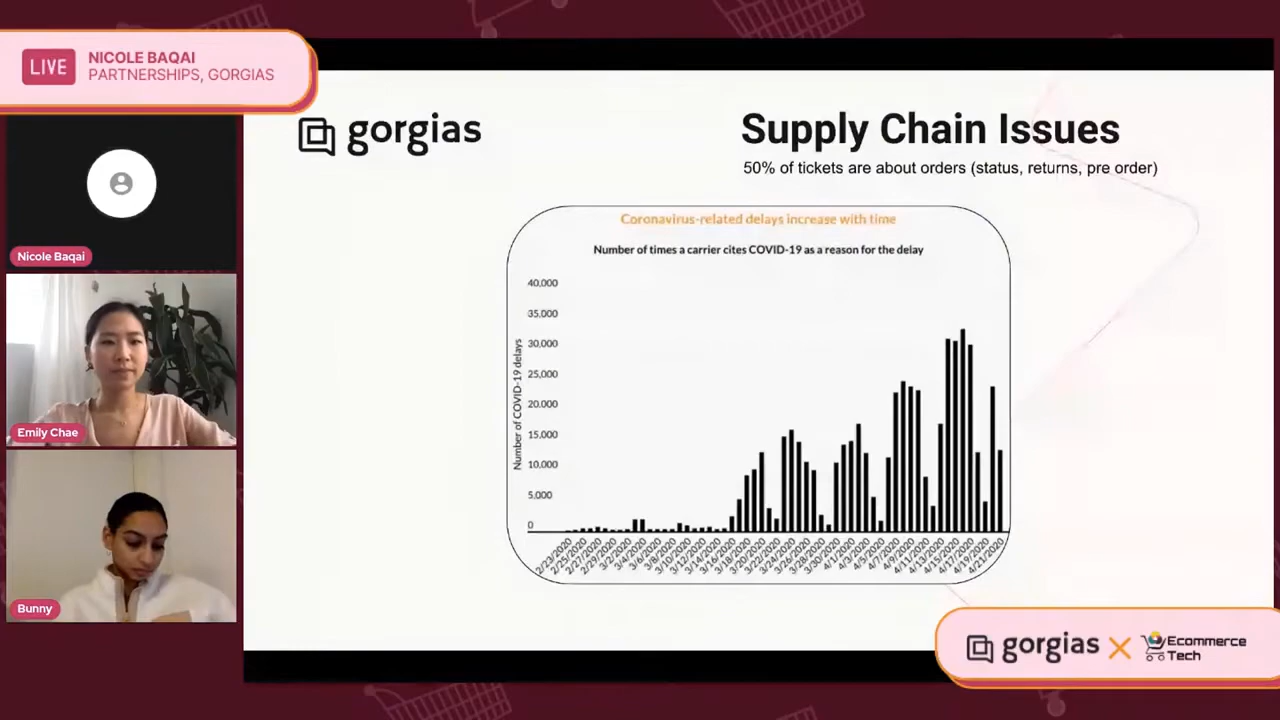 LIVE
NICOLE BAQAI
PARTNERSHIPS, GORGIAS
Nicole Baqai
Emily Chae
Bunny
gorgias
Supply Chain Issues
50% of tickets are about orders (status, returns, pre order)
Coronavirus-related delays increase with time
Number of times a carrier cites COVID-19 as a reason for the delay
Number of COVID-19 delays
40,000
35,000
30,000
25,000
20,000
15,000
10,000
5,000
0
2/23/2020
2/25/2020
2/27/2020
2/29/2020
3/2/2020
3/4/2020
3/6/2020
3/8/2020
3/10/2020
3/12/2020
3/14/2020
3/16/2020
3/18/2020
3/20/2020
3/22/2020
3/24/2020
3/26/2020
3/28/2020
3/30/2020
4/1/2020
4/3/2020
4/5/2020
4/7/2020
4/9/2020
4/11/2020
4/13/2020
4/15/2020
4/17/2020
4/19/2020
4/21/2020
gorgias X Ecommerce
Tech